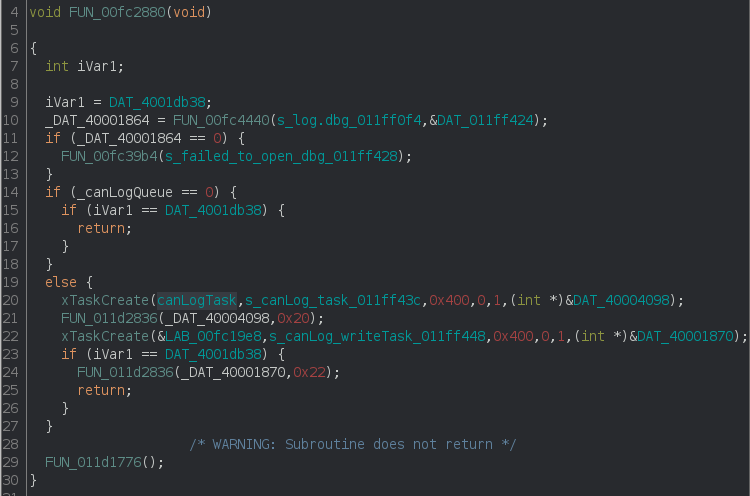 4 void FUN_00fc2880(void)
5
6 {
7 int iVar1;
8
9 iVar1 = DAT_4001db38;
10 _DAT_40001864 = FUN_00fc4440(s_log.dbg_011ff0f4,&DAT_011ff424);
11 if (_DAT_40001864 == 0) {
12 FUN_00fc39b4(s_failed_to_open_dbg_011ff428);
13 }
14 if (_canLogQueue == 0) {
15 if (iVar1 == DAT_4001db38) {
16 return;
17 }
18 }
19 else {
20 xTaskCreate(canLogTask,s_canLog_task_011ff43c,0x400,0,1,(int *)&DAT_40004098);
21 FUN_011d2836(_DAT_40004098,0x20);
22 xTaskCreate(&LAB_00fc19e8,s_canLog_writeTask_011ff448,0x400,0,1,(int *)&DAT_40001870);
23 if (iVar1 == DAT_4001db38) {
24 FUN_011d2836(_DAT_40001870,0x22);
25 return;
26 }
27 }
28 /* WARNING: Subroutine does not return */
29 FUN_011d1776();
30 }